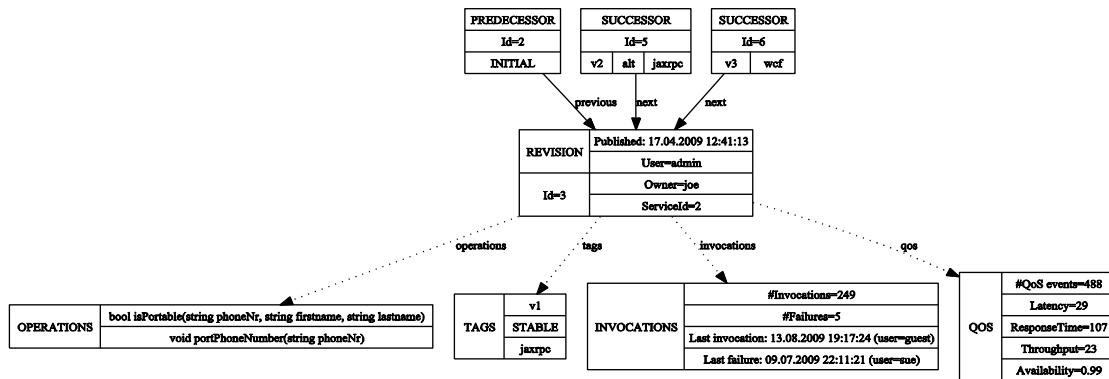 PREDECESSOR
Id=2
INITIAL
SUCCESSOR
Id=5
v2 alt jaxrpc
SUCCESSOR
Id=6
v3 wcf
previous
next
next
REVISION
Id=3
Published: 17.04.2009 12:41:13
User=admin
Owner=joe
ServiceId=2
operations
tags
invocations
qos
OPERATIONS
bool isPortable(string phoneNr, string firstname, string lastname)
void portPhoneNumber(string phoneNr)
TAGS
v1
STABLE
jaxrpc
INVOCATIONS
#Invocations=249
#Failures=5
Last invocation: 13.08.2009 19:17:24 (user=guest)
Last failure: 09.07.2009 22:11:21 (user=sue)
QOS
#QoS events=488
Latency=29
ResponseTime=107
Throughput=23
Availability=0.99